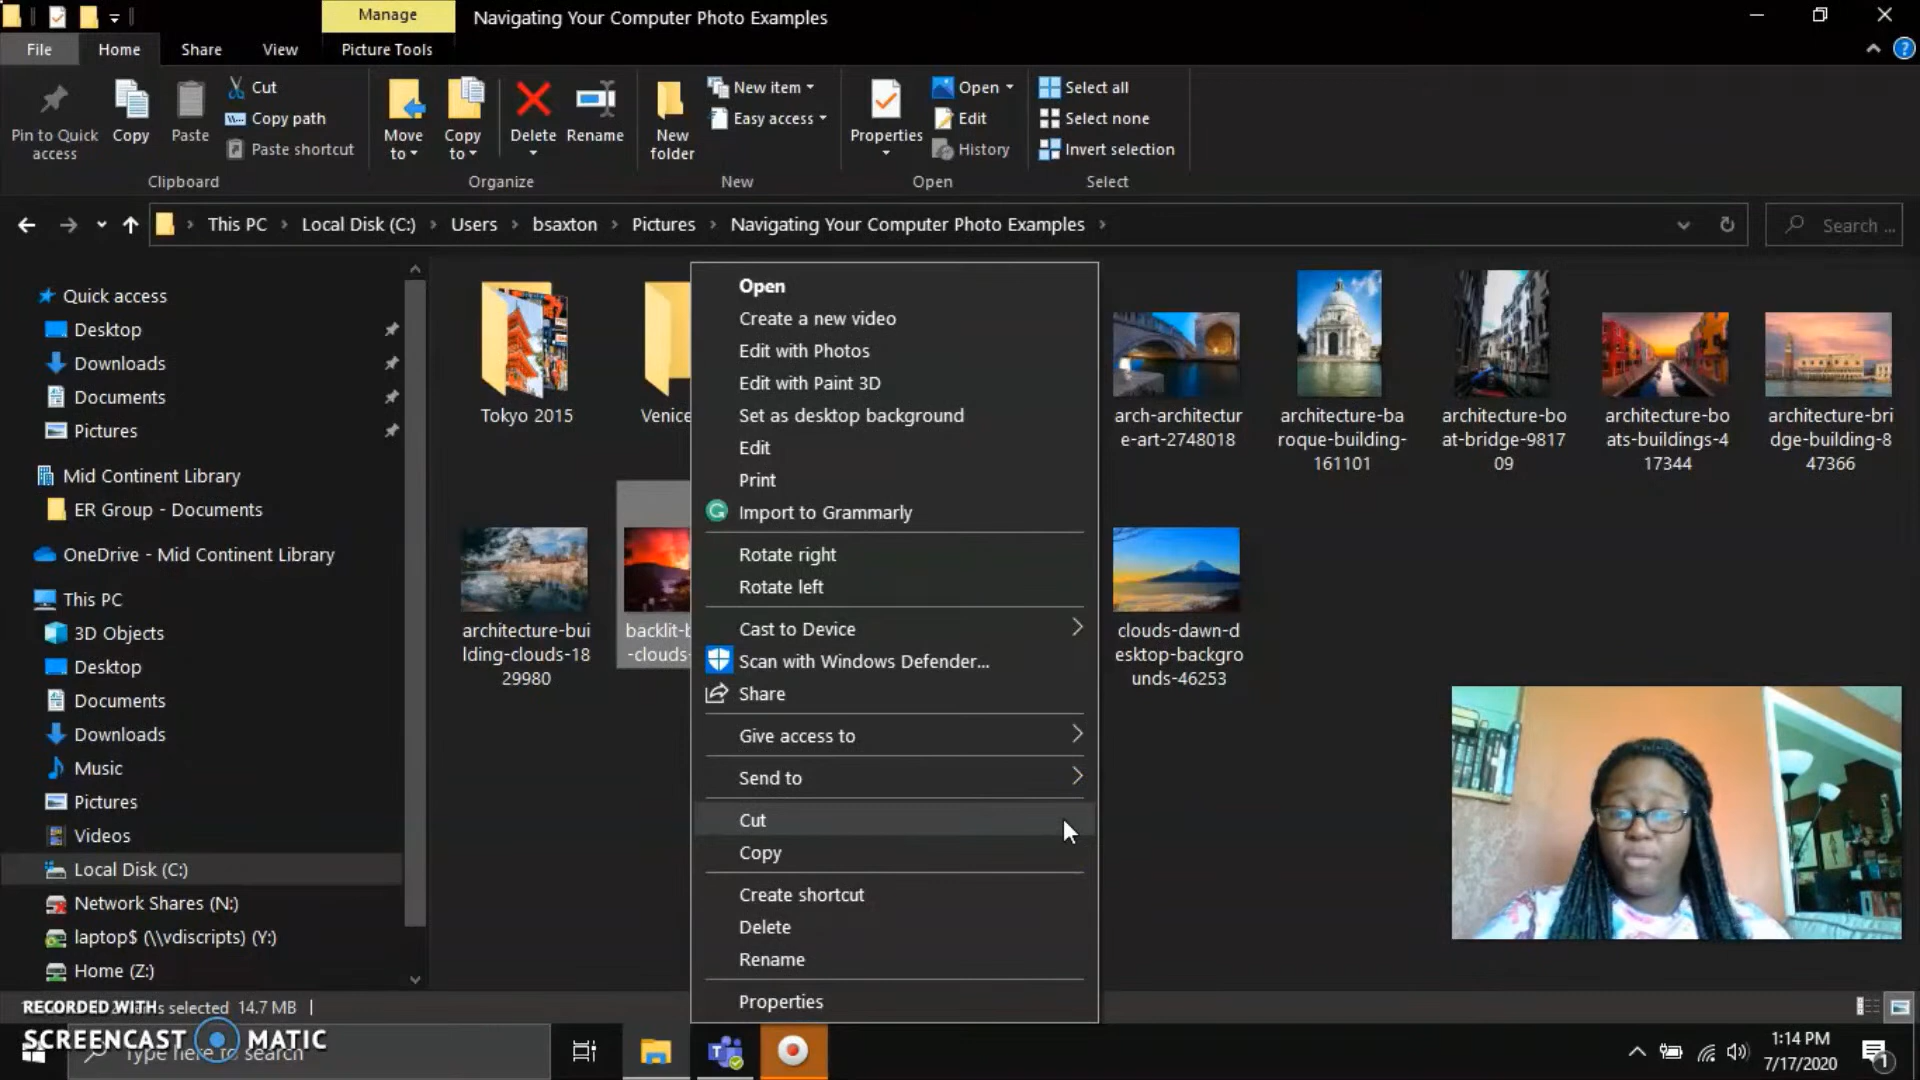 Manage
Navigating Your Computer Photo Examples
File
Home
Share
View
Picture Tools
Pin to Quick
access
Copy
Paste
Cut
Copy path
Paste shortcut
Clipboard
Move
to
Copy
to
Delete
Rename
Organize
New
folder
New item
Easy access
New
Properties
Open
Edit
History
Open
Select all
Select none
Invert selection
Select
This PC
Local Disk (C:)
Users
bsaxton
Pictures
Navigating Your Computer Photo Examples
Search ...
Quick access
Desktop
Downloads
Documents
Pictures
Mid Continent Library
ER Group - Documents
OneDrive - Mid Continent Library
This PC
3D Objects
Desktop
Documents
Downloads
Music
Pictures
Videos
Local Disk (C:)
Network Shares (N:)
laptop$ (\\vdiscripts) (Y:)
Home (Z:)
Tokyo 2015
Venice
arch-architectur
e-art-2748018
architecture-ba
roque-building-
161101
architecture-bo
at-bridge-9817
09
architecture-bo
ats-buildings-4
17344
architecture-bri
dge-building-8
47366
architecture-bui
lding-clouds-18
29980
backlit-b
-clouds-
clouds-dawn-d
esktop-backgro
unds-46253
Open
Create a new video
Edit with Photos
Edit with Paint 3D
Set as desktop background
Edit
Print
Import to Grammarly
Rotate right
Rotate left
Cast to Device
Scan with Windows Defender...
Share
Give access to
Send to
Cut
Copy
Create shortcut
Delete
Rename
Properties
RECORDED WITH
selected 14.7 MB
SCREENCAST MATIC
Type here to search
1:14 PM
7/17/2020
1